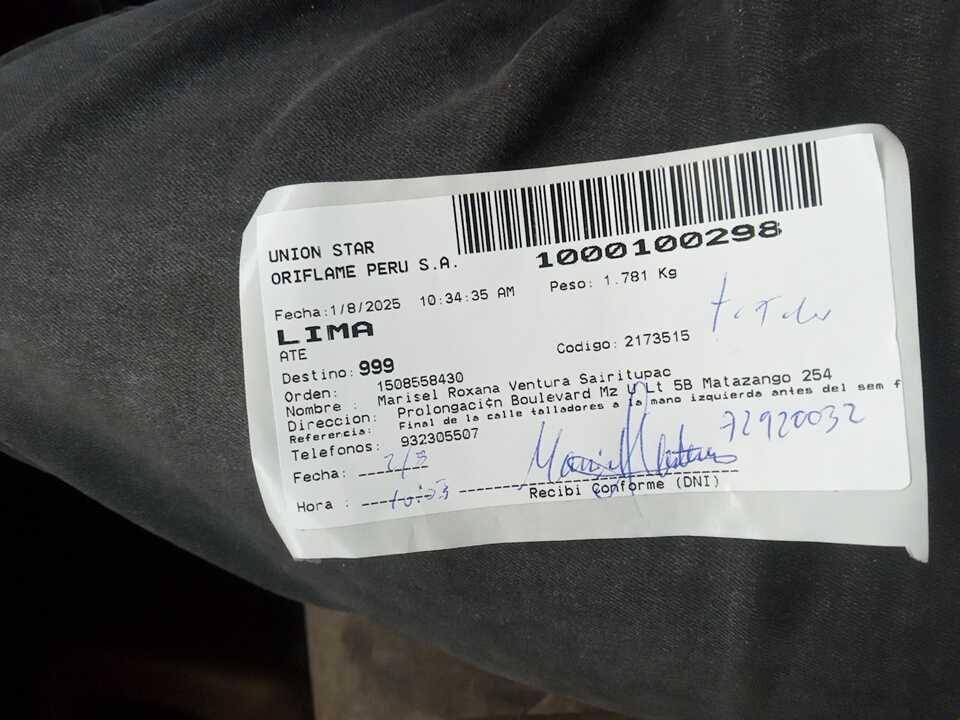 UNION STAR
ORIFLAME PERU S.A.
1000100298
Fecha:1/8/2025 10:34:35 AM Peso: 1.781 Kg
LIMA
ATE
Destino: 999 Codigo: 2173515
Orden: 1508558430
Nombre : Marisel Roxana Ventura Sairitupac
Direccion: Prolongaci¢n Boulevard Mz U Lt 5B Matazango 254
Referencia: Final de la calle talladores a la mano izquierda antes del sem f
Telefonos: 932305507
72920032
Fecha: 2/8
Hora :
Recibi Conforme (DNI)